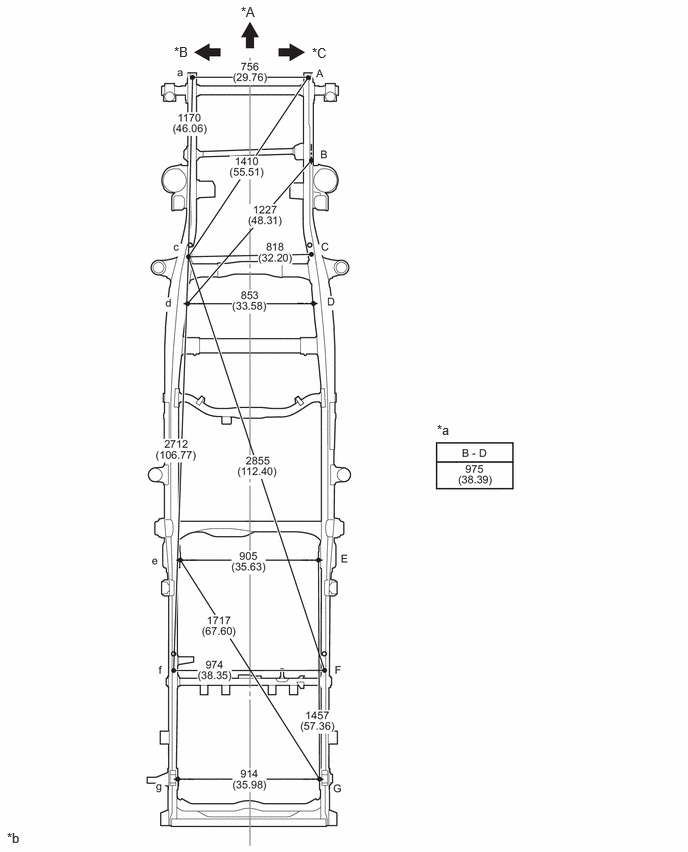 *A
*B
*C
756
(29.76)
a
A
1170
(46.06)
B
1410
(55.51)
1227
(48.31)
c
818
(32.20)
C
d
853
(33.58)
D
*a
B - D
975
(38.39)
2712
(106.77)
2855
(112.40)
e
905
(35.63)
E
1717
(67.60)
f
974
(38.35)
F
1457
(57.36)
g
914
(35.98)
G
*b